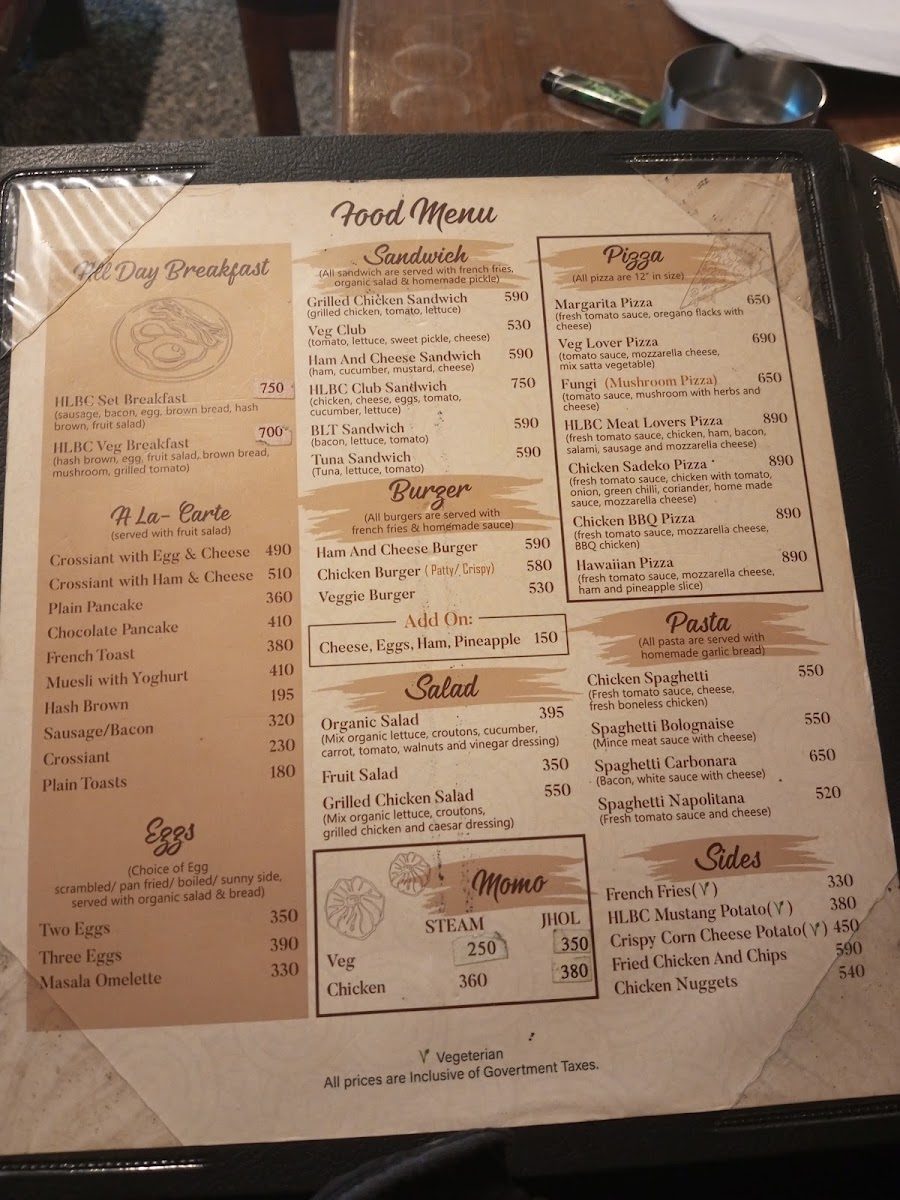 Food Menu
All Day Breakfast
HLBC Set Breakfast 750
(sausage, bacon, egg, brown bread, hash
brown, fruit salad)
HLBC Veg Breakfast 700
(hash brown, egg, fruit salad, brown bread,
mushroom, grilled tomato)
A La- Carte
(served with fruit salad)
Crossiant with Egg & Cheese 490
Crossiant with Ham & Cheese 510
Plain Pancake 360
Chocolate Pancake 410
French Toast 380
Muesli with Yoghurt 410
Hash Brown 195
Sausage/Bacon 320
Crossiant 230
Plain Toasts 180
Eggs
(Choice of Egg
scrambled/ pan fried/ boiled/ sunny side,
served with organic salad & bread)
Two Eggs 350
Three Eggs 390
Masala Omelette 330
Sandwich
(All sandwich are served with french fries,
organic salad & homemade pickle)
Grilled Chicken Sandwich 590
(grilled chicken, tomato, lettuce)
Veg Club 530
(tomato, lettuce, sweet pickle, cheese)
Ham And Cheese Sandwich 590
(ham, cucumber, mustard, cheese)
HLBC Club Sandwich 750
(chicken, cheese, eggs, tomato,
cucumber, lettuce)
BLT Sandwich 590
(bacon, lettuce, tomato)
Tuna Sandwich 590
(Tuna, lettuce, tomato)
Burger
(All burgers are served with
french fries & homemade sauce)
Ham And Cheese Burger 590
Chicken Burger (Patty/ Crispy) 580
Veggie Burger 530
Add On:
Cheese, Eggs, Ham, Pineapple 150
Salad
Organic Salad 395
(Mix organic lettuce, croutons, cucumber,
carrot, tomato, walnuts and vinegar dressing)
Fruit Salad 350
Grilled Chicken Salad 550
(Mix organic lettuce, croutons,
grilled chicken and caesar dressing)
Momo
STEAM JHOL
Veg 250 350
Chicken 360 380
Pizza
(All pizza are 12" in size)
Margarita Pizza 650
(fresh tomato sauce, oregano flacks with
cheese)
Veg Lover Pizza 690
(tomato sauce, mozzarella cheese,
mix satta vegetable)
Fungi (Mushroom Pizza) 650
(tomato sauce, mushroom with herbs and
cheese)
HLBC Meat Lovers Pizza 890
(fresh tomato sauce, chicken, ham, bacon,
salami, sausage and mozzarella cheese)
Chicken Sadeko Pizza 890
(fresh tomato sauce, chicken with tomato,
onion, green chilli, coriander, home made
sauce, mozzarella cheese)
Chicken BBQ Pizza 890
(fresh tomato sauce, mozzarella cheese,
BBQ chicken)
Hawaiian Pizza 890
(fresh tomato sauce, mozzarella cheese,
ham and pineapple slice)
Pasta
(All pasta are served with
homemade garlic bread)
Chicken Spaghetti 550
(Fresh tomato sauce, cheese,
fresh boneless chicken)
Spaghetti Bolognaise 550
(Mince meat sauce with cheese)
Spaghetti Carbonara 650
(Bacon, white sauce with cheese)
Spaghetti Napolitana 520
(Fresh tomato sauce and cheese)
Sides
French Fries(V) 330
HLBC Mustang Potato(V) 380
Crispy Corn Cheese Potato(V) 450
Fried Chicken And Chips 590
Chicken Nuggets 540
V Vegeterian
All prices are Inclusive of Govertment Taxes.